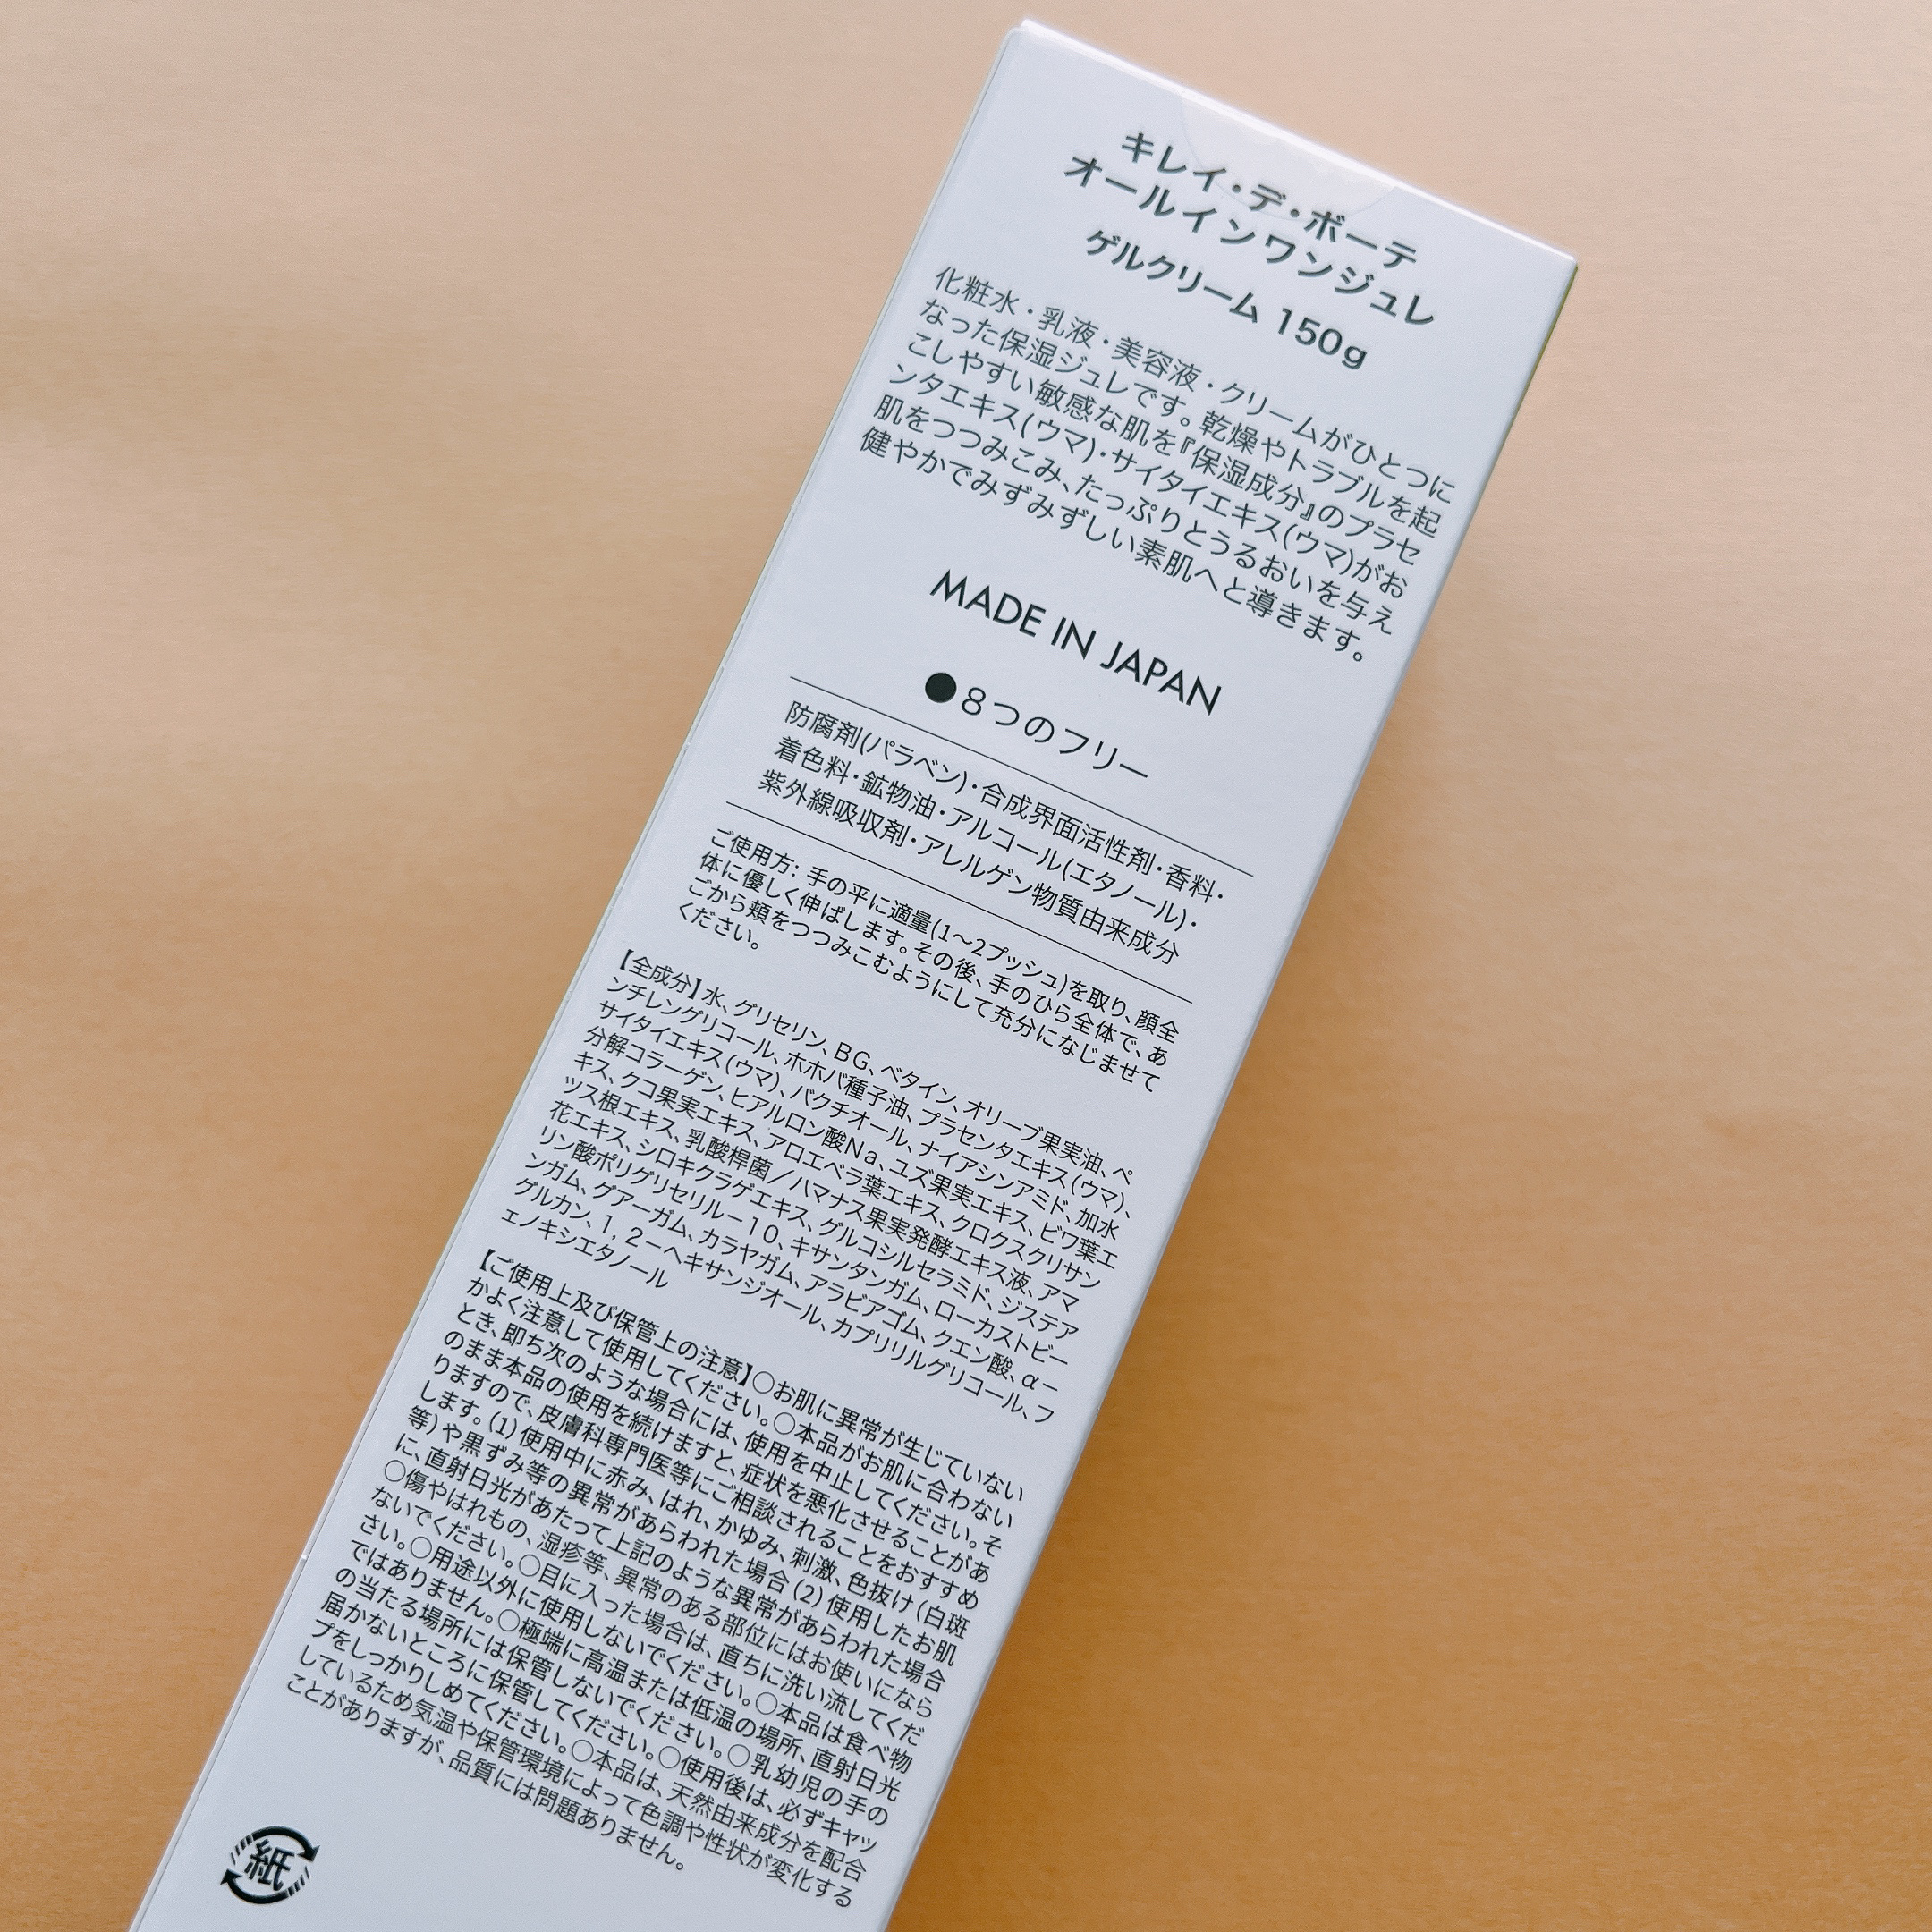 キレイ・デ・ボーテ
オールインワンジュレ
ゲルクリーム 150g
化粧水・乳液・美容液・クリームがひとつに
なった保湿ジュレです。乾燥やトラブルを起
こしやすい敏感な肌を『保湿成分』のプラセ
ンタエキス(ウマ)・サイタイエキス(ウマ)がお
肌をつつみこみ、たっぷりとうるおいを与え
健やかでみずみずしい素肌へと導きます。
MADE IN JAPAN
●8つのフリー
防腐剤(パラベン)・合成界面活性剤・香料・
着色料・鉱物油・アルコール(エタノール)・
紫外線吸収剤・アレルゲン物質由来成分
ご使用方: 手の平に適量(1〜2プッシュ)を取り、顔全
体に優しく伸ばします。その後、手のひら全体で、あ
ごから頬をつつみこむようにして充分になじませて
ください。
【全成分】水、グリセリン、BG、ベタイン、オリーブ果実油、ペ
ンチレングリコール、ホホバ種子油、プラセンタエキス(ウマ)、
サイタイエキス(ウマ)、バクチオール、ナイアシンアミド、加水
分解コラーゲン、ヒアルロン酸Na、ユズ果実エキス、ビワ葉エ
キス、クコ果実エキス、アロエベラ葉エキス、クロクスクリサン
ツス根エキス、乳酸桿菌／ハマナス果実発酵エキス液、アマ
花エキス、シロキクラゲエキス、グルコシルセラミド、ジステア
リン酸ポリグリセリル－10、キサンタンガム、ローカストビー
ンガム、グアーガム、カラヤガム、アラビアゴム、クエン酸、α－
グルカン、1，2－ヘキサンジオール、カプリリルグリコール、フ
ェノキシエタノール
【ご使用上及び保管上の注意】○お肌に異常が生じていない
かよく注意して使用してください。○本品がお肌に合わない
とき、即ち次のような場合には、使用を中止してください。そ
のまま本品の使用を続けますと、症状を悪化させることがあ
りますので、皮膚科専門医等にご相談されることをおすすめ
します。(1) 使用中に赤み、はれ、かゆみ、刺激、色抜け (白斑
等) や黒ずみ等の異常があらわれた場合 (2) 使用したお肌
に、直射日光があたって上記のような異常があらわれた場合
○傷やはれもの、湿疹等、異常のある部位にはお使いになら
ないでください。○目に入った場合は、直ちに洗い流してくだ
さい。○用途以外に使用しないでください。○本品は食べ物
ではありません。○極端に高温または低温の場所、直射日光
の当たる場所には保管しないでください。○乳幼児の手の
届かないところに保管してください。○使用後は、必ずキャッ
プをしっかりしめてください。○本品は、天然由来成分を配合
しているため気温や保管環境によって色調や性状が変化する
ことがありますが、品質には問題ありません。
紙